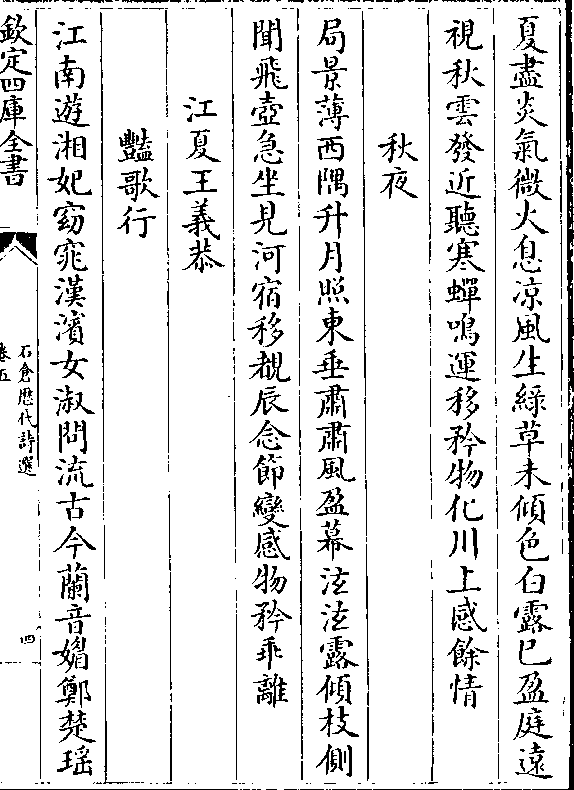 夏盡炎氣微火息凉風生綠草未傾色白露已盈庭遠
視秋雲發近聽寒蟬鳴運移矜物化川上感餘情
秋夜
局景薄西隅升月照東垂肅肅風盈幕泫泫露傾枝側
聞飛壺急坐見河宿移覩辰念節變感物矜乖離
江夏王義恭
豔歌行
江南遊湘妃窈窕漢濱女淑問流古今蘭音媚鄭楚瑶
欽定四庫全書
石倉歷代詩選
卷五
四